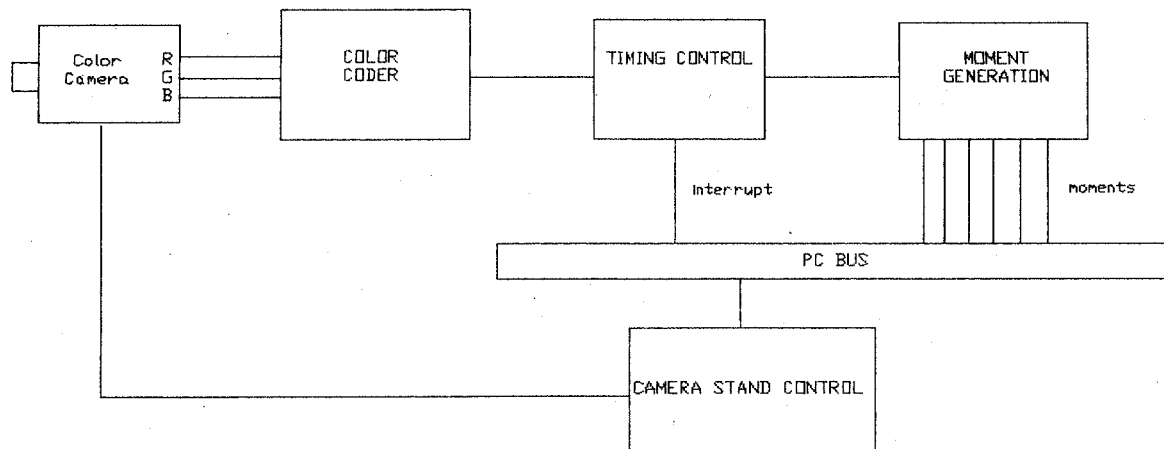 Color
Camera
R
G
B
COLOR
CODER
TIMING CONTROL
MOMENT
GENERATION
Interrupt
moments
PC BUS
CAMERA STAND CONTROL